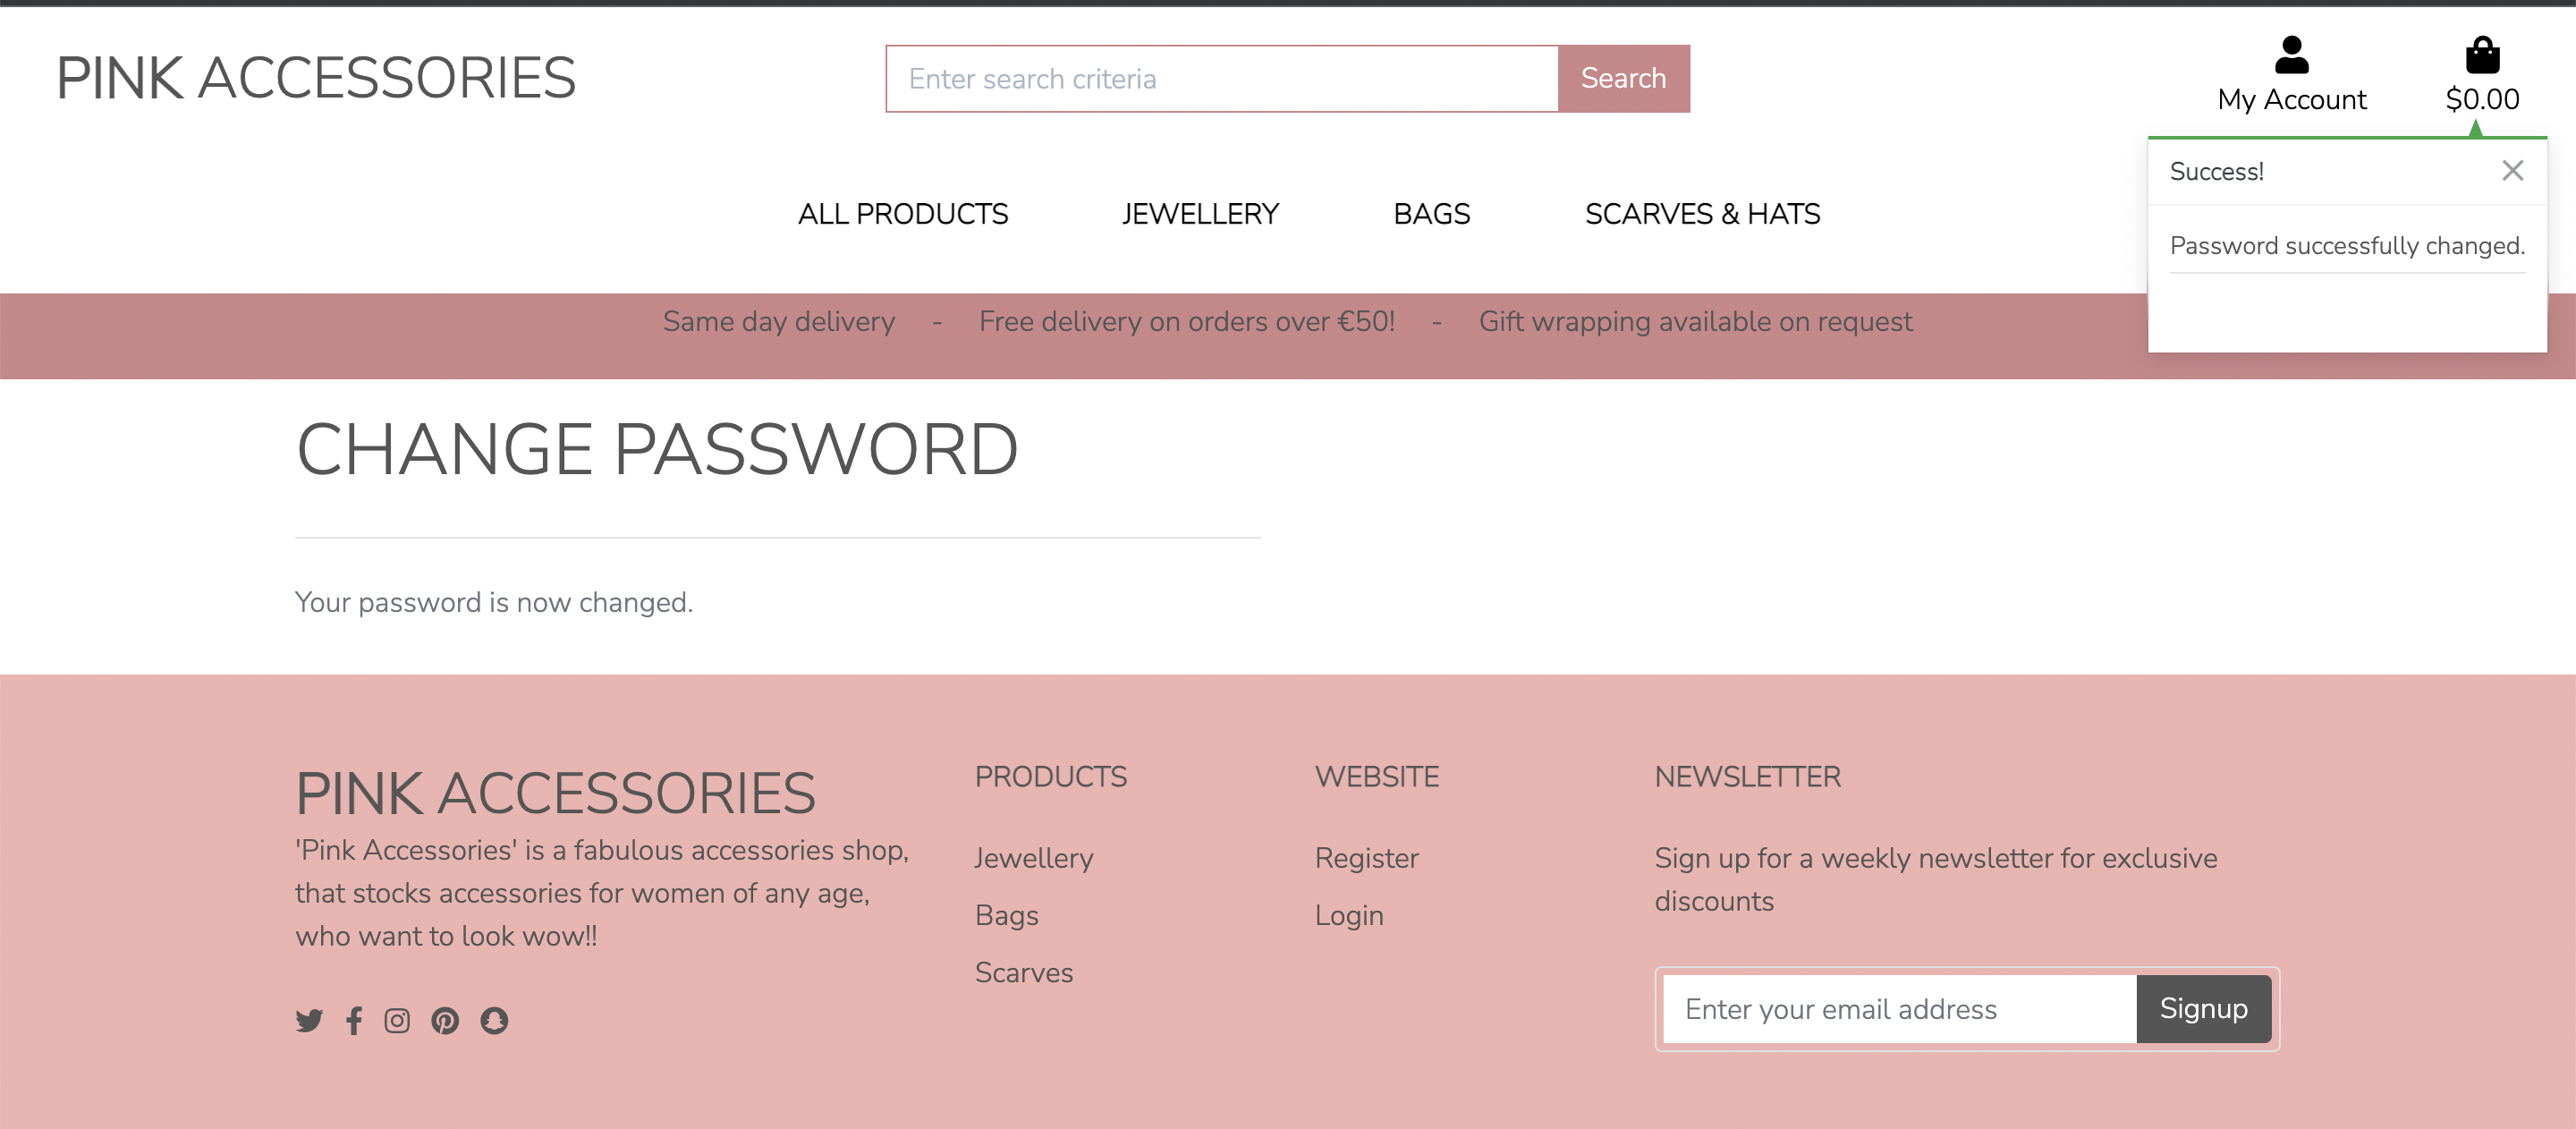 PINK ACCESSORIES
Enter search criteria
Search
My Account
$0.00
Success!
Password successfully changed.
ALL PRODUCTS
JEWELLERY
BAGS
SCARVES & HATS
Same day delivery - Free delivery on orders over €50! - Gift wrapping available on request
CHANGE PASSWORD
Your password is now changed.
PINK ACCESSORIES
'Pink Accessories' is a fabulous accessories shop,
that stocks accessories for women of any age,
who want to look wow!!
PRODUCTS
Jewellery
Bags
Scarves
WEBSITE
Register
Login
NEWSLETTER
Sign up for a weekly newsletter for exclusive
discounts
Enter your email address
Signup